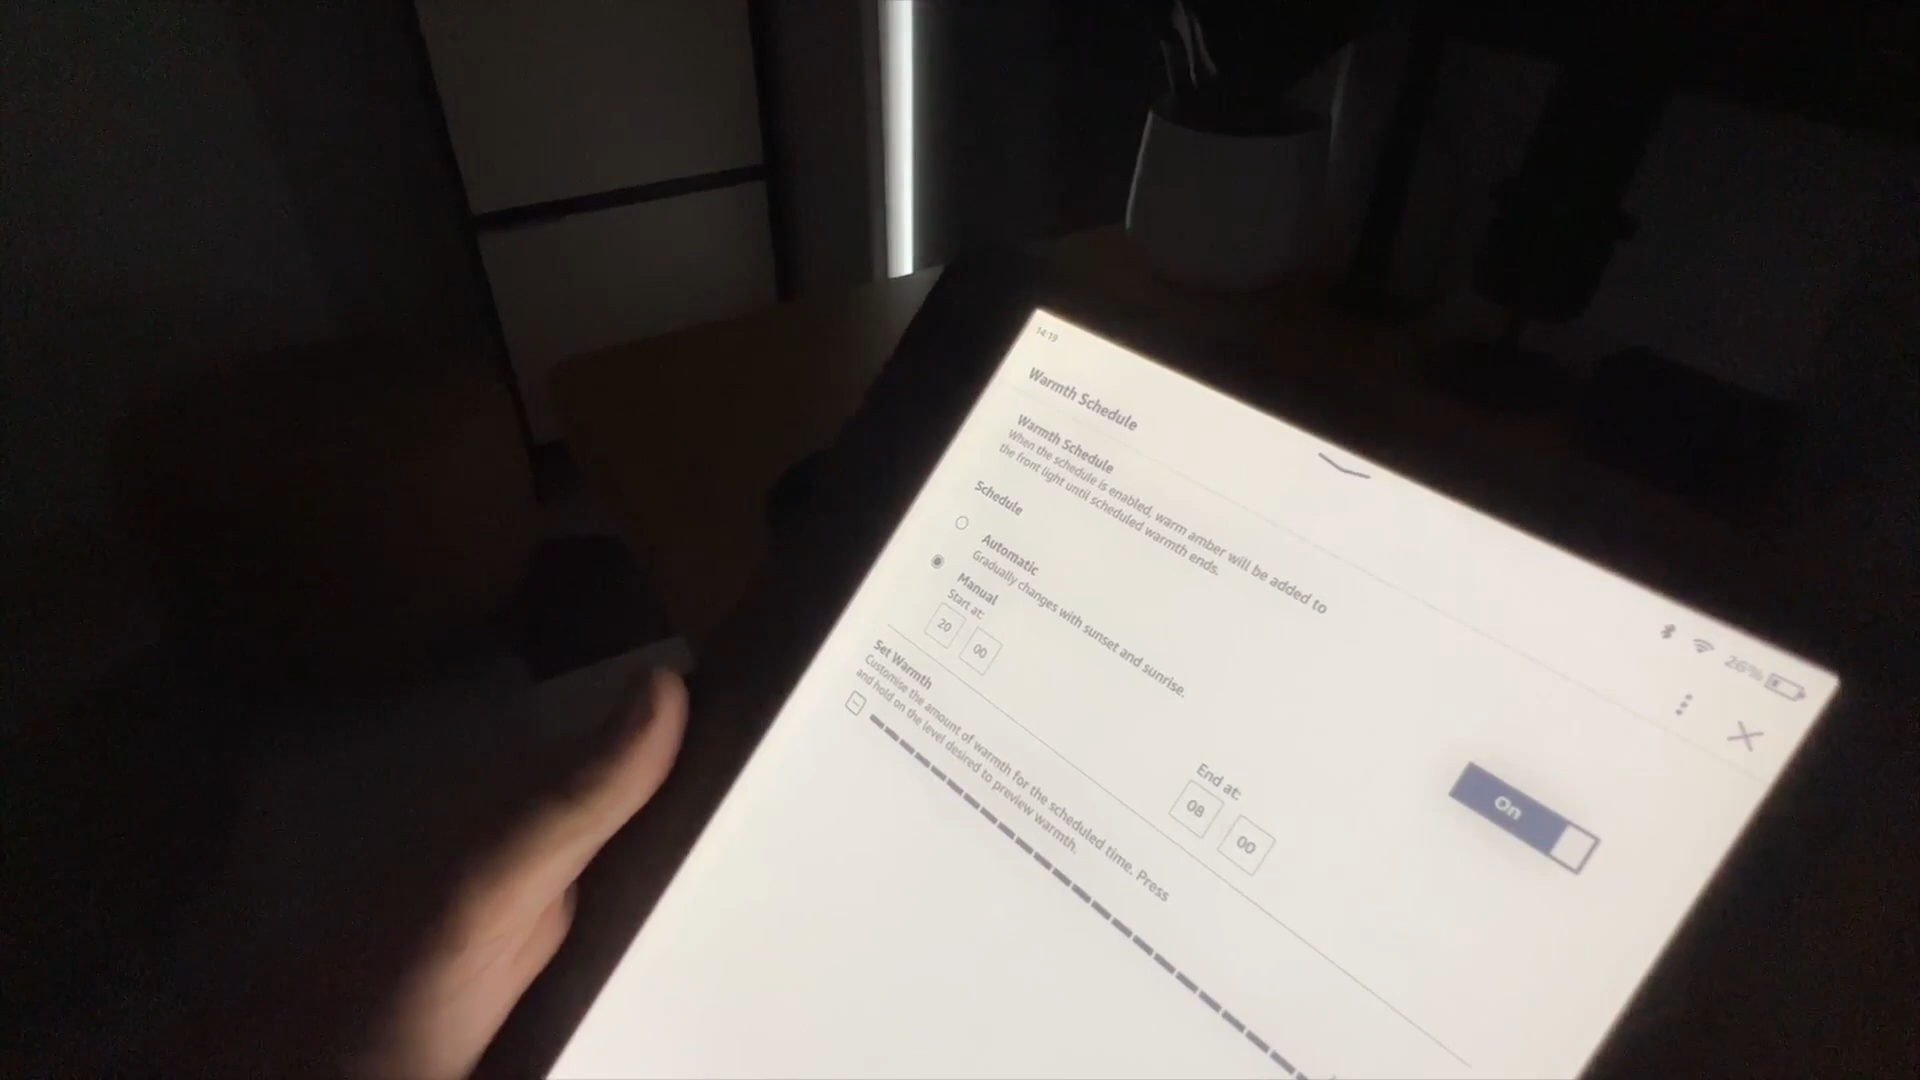 14:19
26%
Warmth Schedule
Warmth Schedule
When the schedule is enabled, warm amber will be added to
the front light until scheduled warmth ends.
On
Schedule
Automatic
Gradually changes with sunset and sunrise.
Manual
Start at:
20 00
End at:
08 00
Set Warmth
Customise the amount of warmth for the scheduled time. Press
and hold on the level desired to preview warmth.